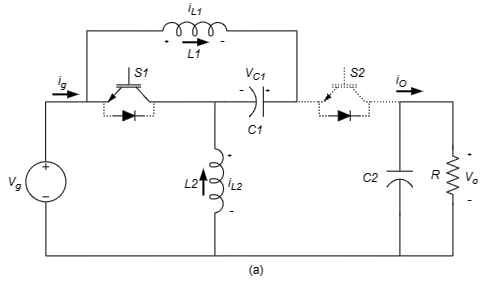 iL1
+ -
L1
ig
S1
VC1
- +
S2
iO
C1
+
Vg
-
+
L2
iL2
-
C2
R
+
Vo
-
(a)